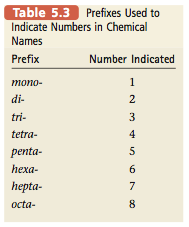 Table 5.3 Prefixes Used to
Indicate Numbers in Chemical
Names
Prefix Number Indicated
mono- 1
di- 2
tri- 3
tetra- 4
penta- 5
hexa- 6
hepta- 7
octa- 8